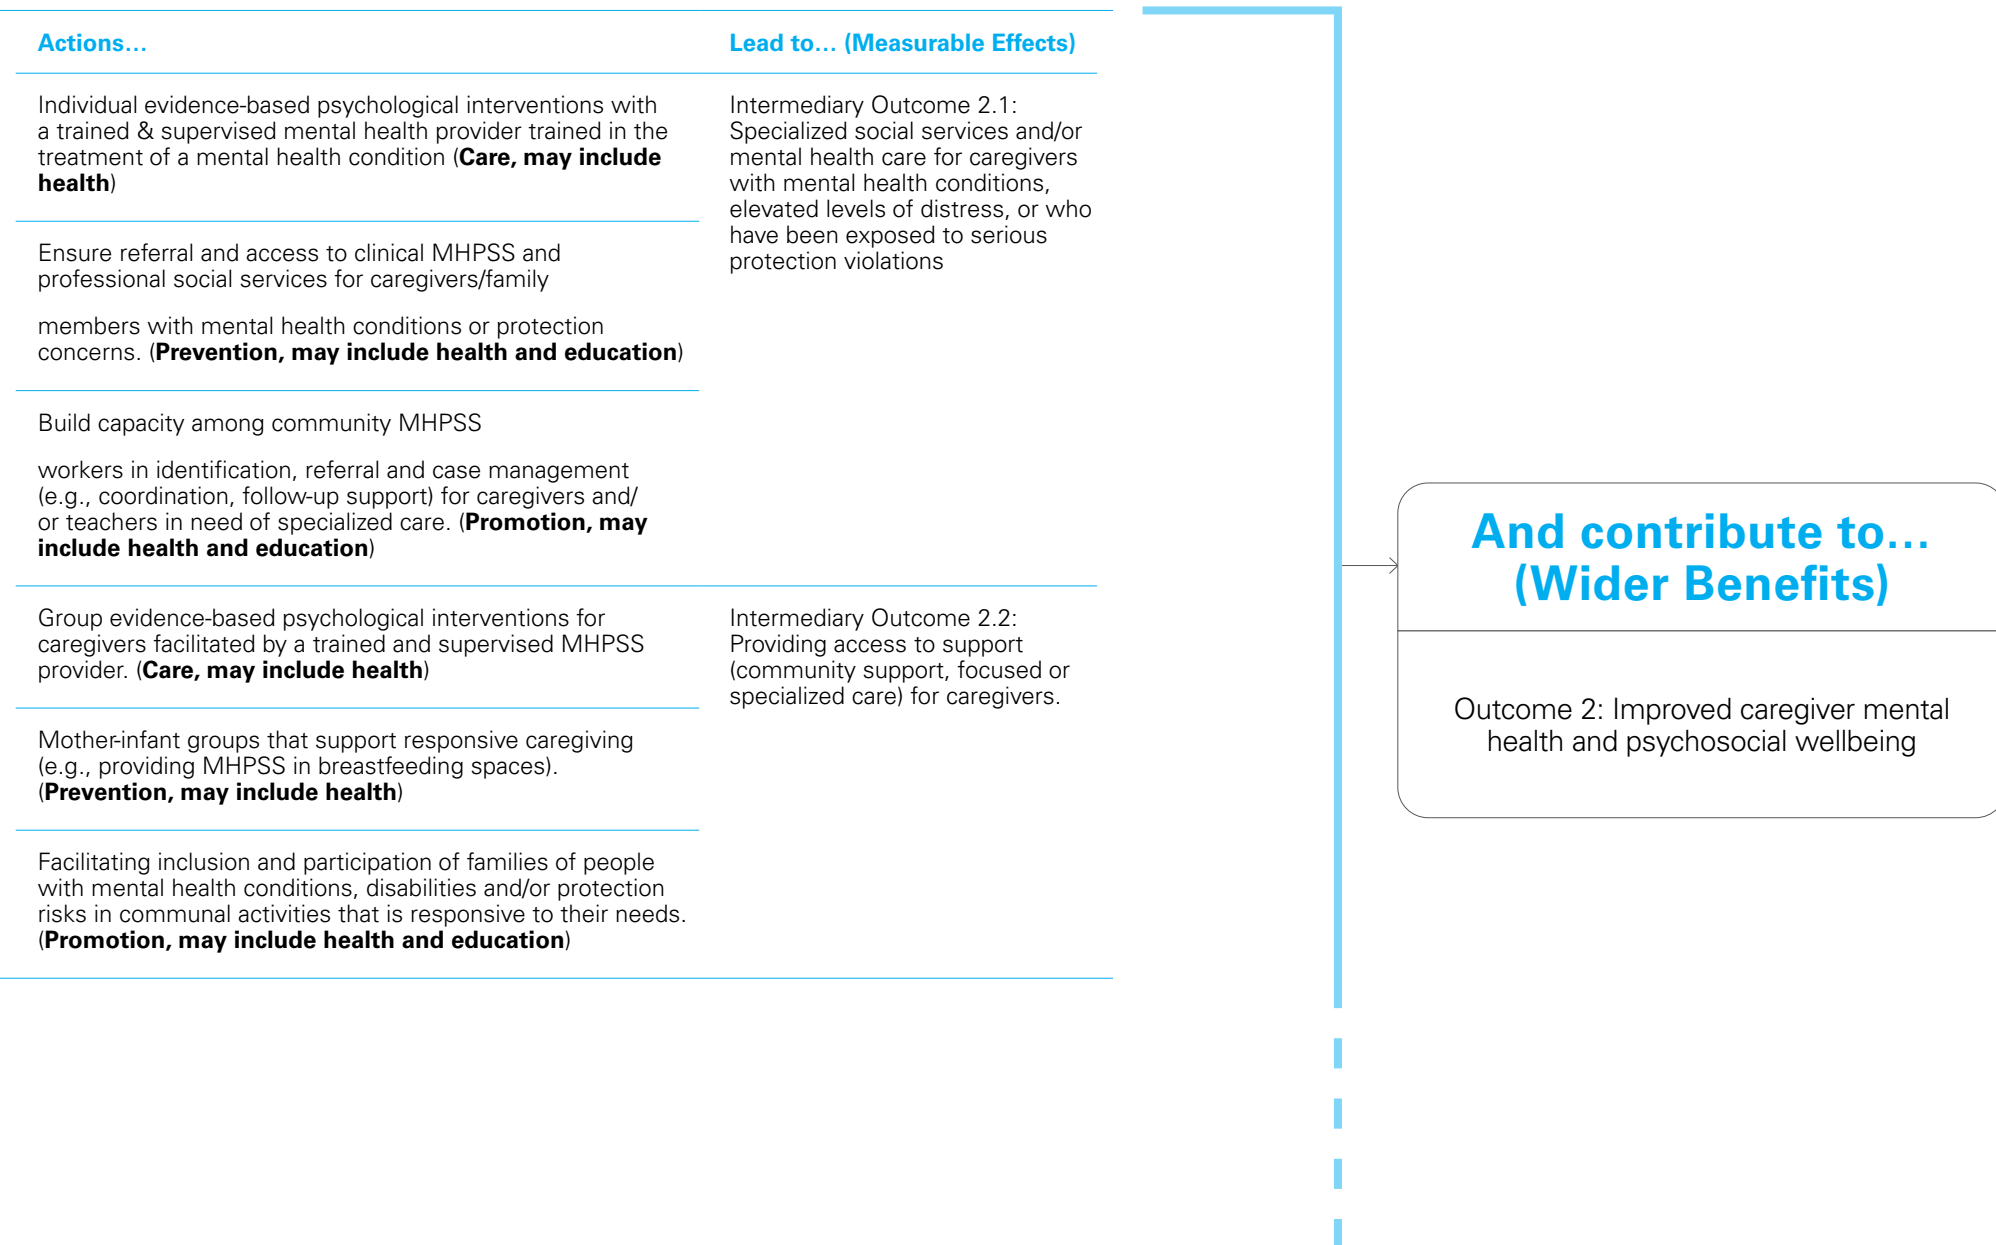 Actions…
Lead to… (Measurable Effects)
Individual evidence-based psychological interventions with
a trained & supervised mental health provider trained in the
treatment of a mental health condition (Care, may include
health)
Intermediary Outcome 2.1:
Specialized social services and/or
mental health care for caregivers
with mental health conditions,
elevated levels of distress, or who
have been exposed to serious
protection violations
Ensure referral and access to clinical MHPSS and
professional social services for caregivers/family
members with mental health conditions or protection
concerns. (Prevention, may include health and education)
Build capacity among community MHPSS
workers in identification, referral and case management
(e.g., coordination, follow-up support) for caregivers and/
or teachers in need of specialized care. (Promotion, may
include health and education)
Group evidence-based psychological interventions for
caregivers facilitated by a trained and supervised MHPSS
provider. (Care, may include health)
Intermediary Outcome 2.2:
Providing access to support
(community support, focused or
specialized care) for caregivers.
Mother-infant groups that support responsive caregiving
(e.g., providing MHPSS in breastfeeding spaces).
(Prevention, may include health)
Facilitating inclusion and participation of families of people
with mental health conditions, disabilities and/or protection
risks in communal activities that is responsive to their needs.
(Promotion, may include health and education)
And contribute to…
(Wider Benefits)
Outcome 2: Improved caregiver mental
health and psychosocial wellbeing